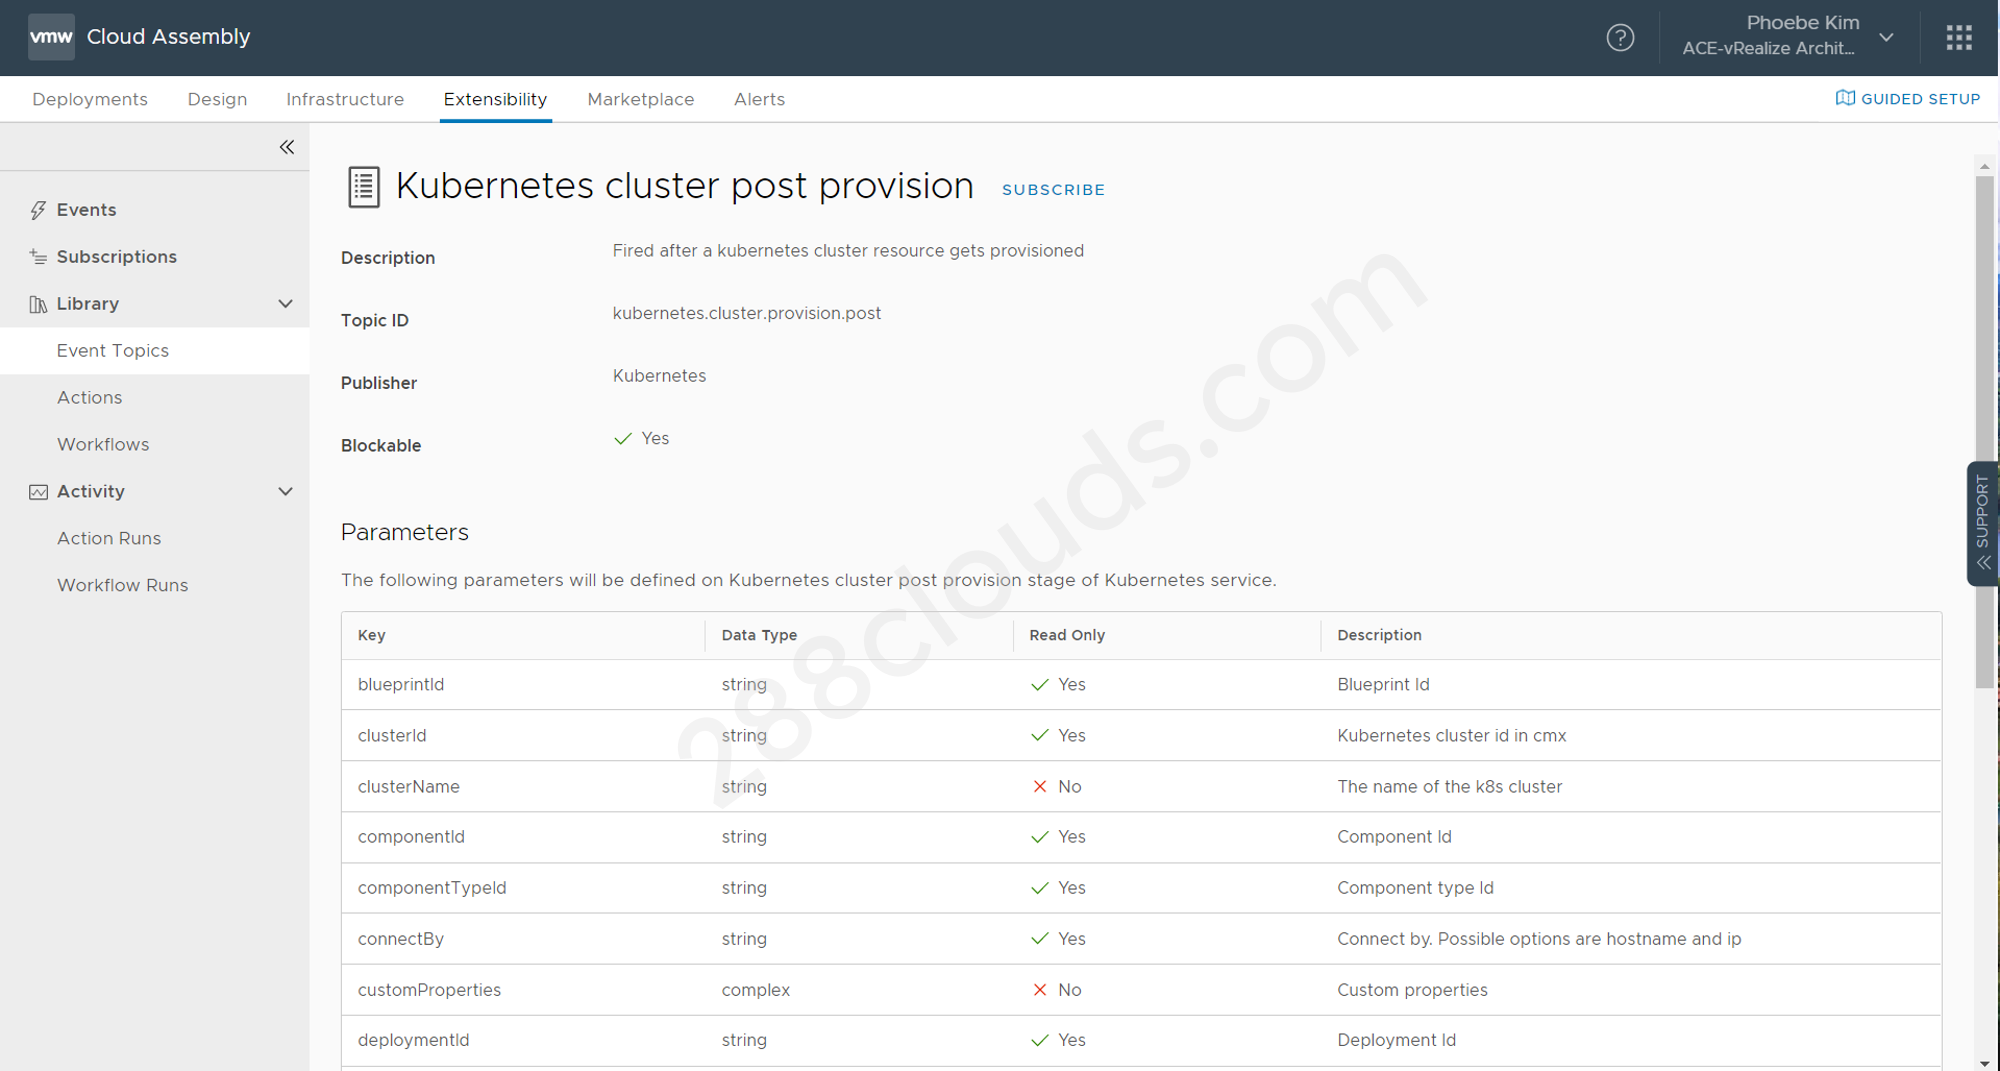 vmw Cloud Assembly
Phoebe Kim
ACE-vRealize Archit...
Deployments Design Infrastructure Extensibility Marketplace Alerts
GUIDED SETUP
Events
Subscriptions
Library
Event Topics
Actions
Workflows
Activity
Action Runs
Workflow Runs
Kubernetes cluster post provision SUBSCRIBE
Description Fired after a kubernetes cluster resource gets provisioned
Topic ID kubernetes.cluster.provision.post
Publisher Kubernetes
Blockable Yes
Parameters
The following parameters will be defined on Kubernetes cluster post provision stage of Kubernetes service.
Key Data Type Read Only Description
blueprintId string Yes Blueprint Id
clusterId string Yes Kubernetes cluster id in cmx
clusterName string No The name of the k8s cluster
componentId string Yes Component Id
componentTypeId string Yes Component type Id
connectBy string Yes Connect by. Possible options are hostname and ip
customProperties complex No Custom properties
deploymentId string Yes Deployment Id
SUPPORT
288clouds.com